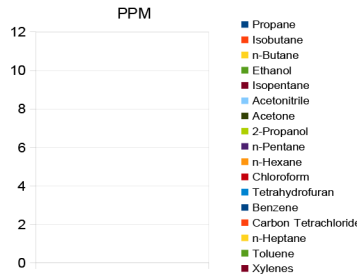 PPM
12
10
8
6
4
2
0
Propane
Isobutane
n-Butane
Ethanol
Isopentane
Acetonitrile
Acetone
2-Propanol
n-Pentane
n-Hexane
Chloroform
Tetrahydrofuran
Benzene
Carbon Tetrachloride
n-Heptane
Toluene
Xylenes